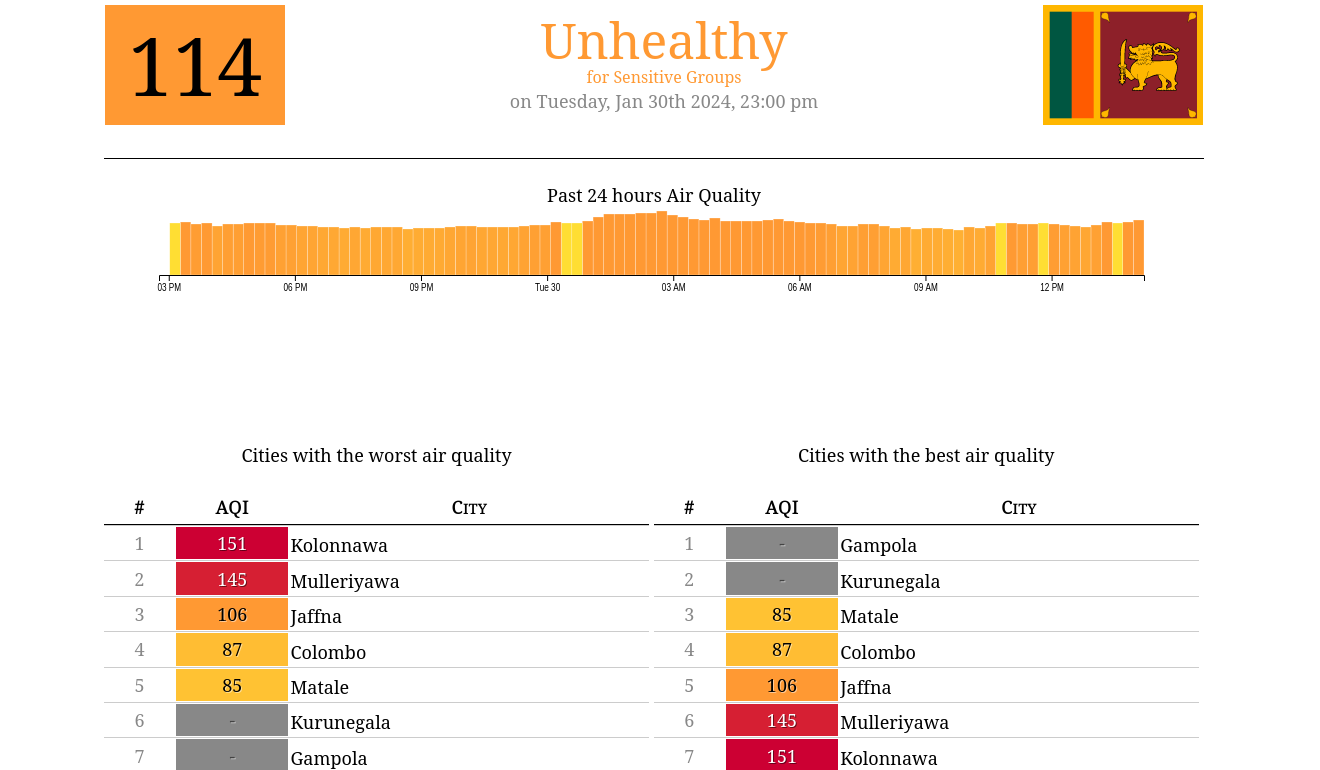 114
Unhealthy
for Sensitive Groups
on Tuesday, Jan 30th 2024, 23:00 pm
Past 24 hours Air Quality
03 PM 06 PM 09 PM Tue 30 03 AM 06 AM 09 AM 12 PM
Cities with the worst air quality
# AQI City
1 151 Kolonnawa
2 145 Mulleriyawa
3 106 Jaffna
4 87 Colombo
5 85 Matale
6 - Kurunegala
7 - Gampola
Cities with the best air quality
# AQI City
1 - Gampola
2 - Kurunegala
3 85 Matale
4 87 Colombo
5 106 Jaffna
6 145 Mulleriyawa
7 151 Kolonnawa